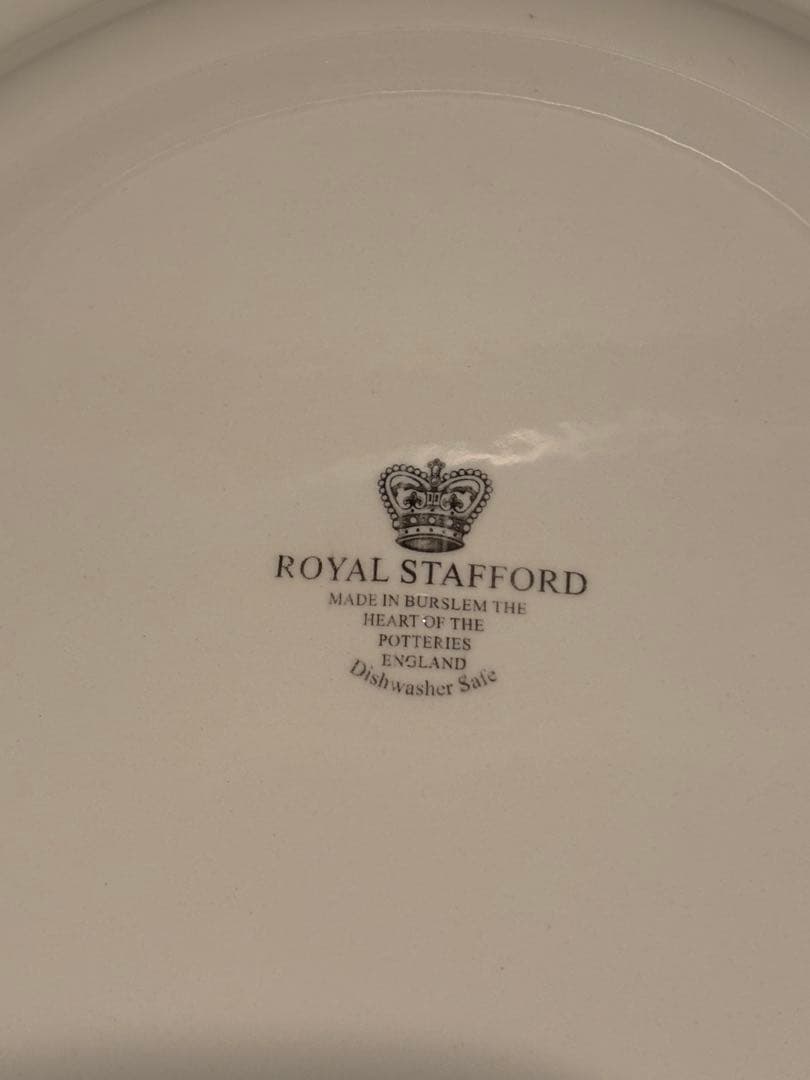 ROYAL STAFFORD
MADE IN BURSLEM THE
HEART OF THE
POTTERIES
ENGLAND
Dishwasher Safe